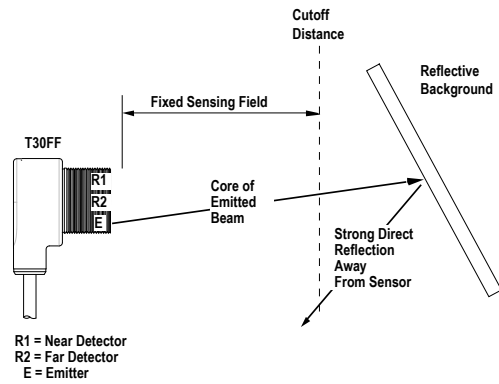 Cutoff
Distance
Reflective
Background
Fixed Sensing Field
T30FF
R1
R2
E
Core of
Emitted
Beam
Strong Direct
Reflection
Away
From Sensor
R1 = Near Detector
R2 = Far Detector
E = Emitter